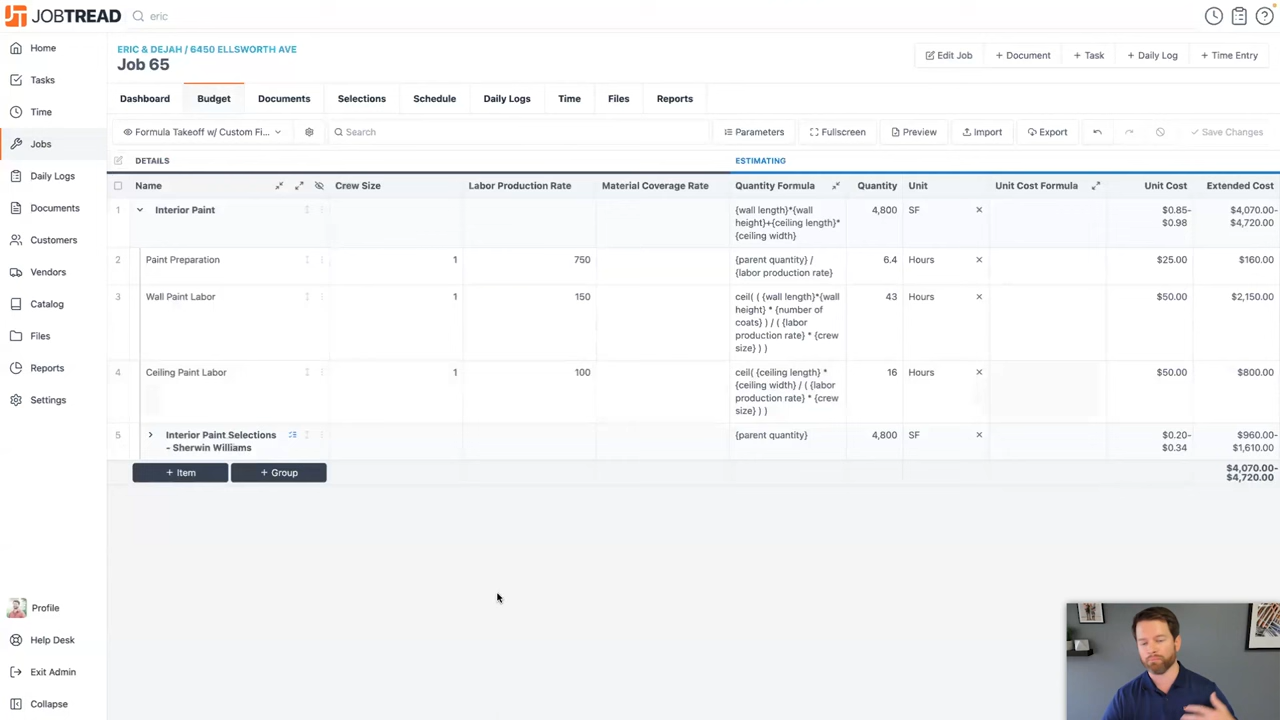 JOBTREAD
eric
Home
Tasks
Time
Jobs
Daily Logs
Documents
Customers
Vendors
Catalog
Files
Reports
Settings
Profile
Help Desk
Exit Admin
Collapse
ERIC & DEJAH / 6450 ELLSWORTH AVE
Job 65
Edit Job
+ Document
+ Task
+ Daily Log
+ Time Entry
Dashboard
Budget
Documents
Selections
Schedule
Daily Logs
Time
Files
Reports
Formula Takeoff w/ Custom Fi...
Search
Parameters
Fullscreen
Preview
Import
Export
Save Changes
DETAILS
ESTIMATING
Name
Crew Size
Labor Production Rate
Material Coverage Rate
Quantity Formula
Quantity
Unit
Unit Cost Formula
Unit Cost
Extended Cost
1
Interior Paint
{wall length}*{wall
height}+{ceiling length}*
{ceiling width}
4,800
SF
$0.85-
$0.98
$4,070.00-
$4,720.00
2
Paint Preparation
1
750
{parent quantity} /
{labor production rate}
6.4
Hours
$25.00
$160.00
3
Wall Paint Labor
1
150
ceil( ( {wall length}*{wall
height} * {number of
coats} ) / ( {labor
production rate} * {crew
size} ) )
43
Hours
$50.00
$2,150.00
4
Ceiling Paint Labor
1
100
ceil( {ceiling length} *
{ceiling width} / ( {labor
production rate} * {crew
size} ) )
16
Hours
$50.00
$800.00
5
Interior Paint Selections
- Sherwin Williams
{parent quantity}
4,800
SF
$0.20-
$0.34
$960.00-
$1,610.00
+ Item
+ Group
$4,070.00-
$4,720.00